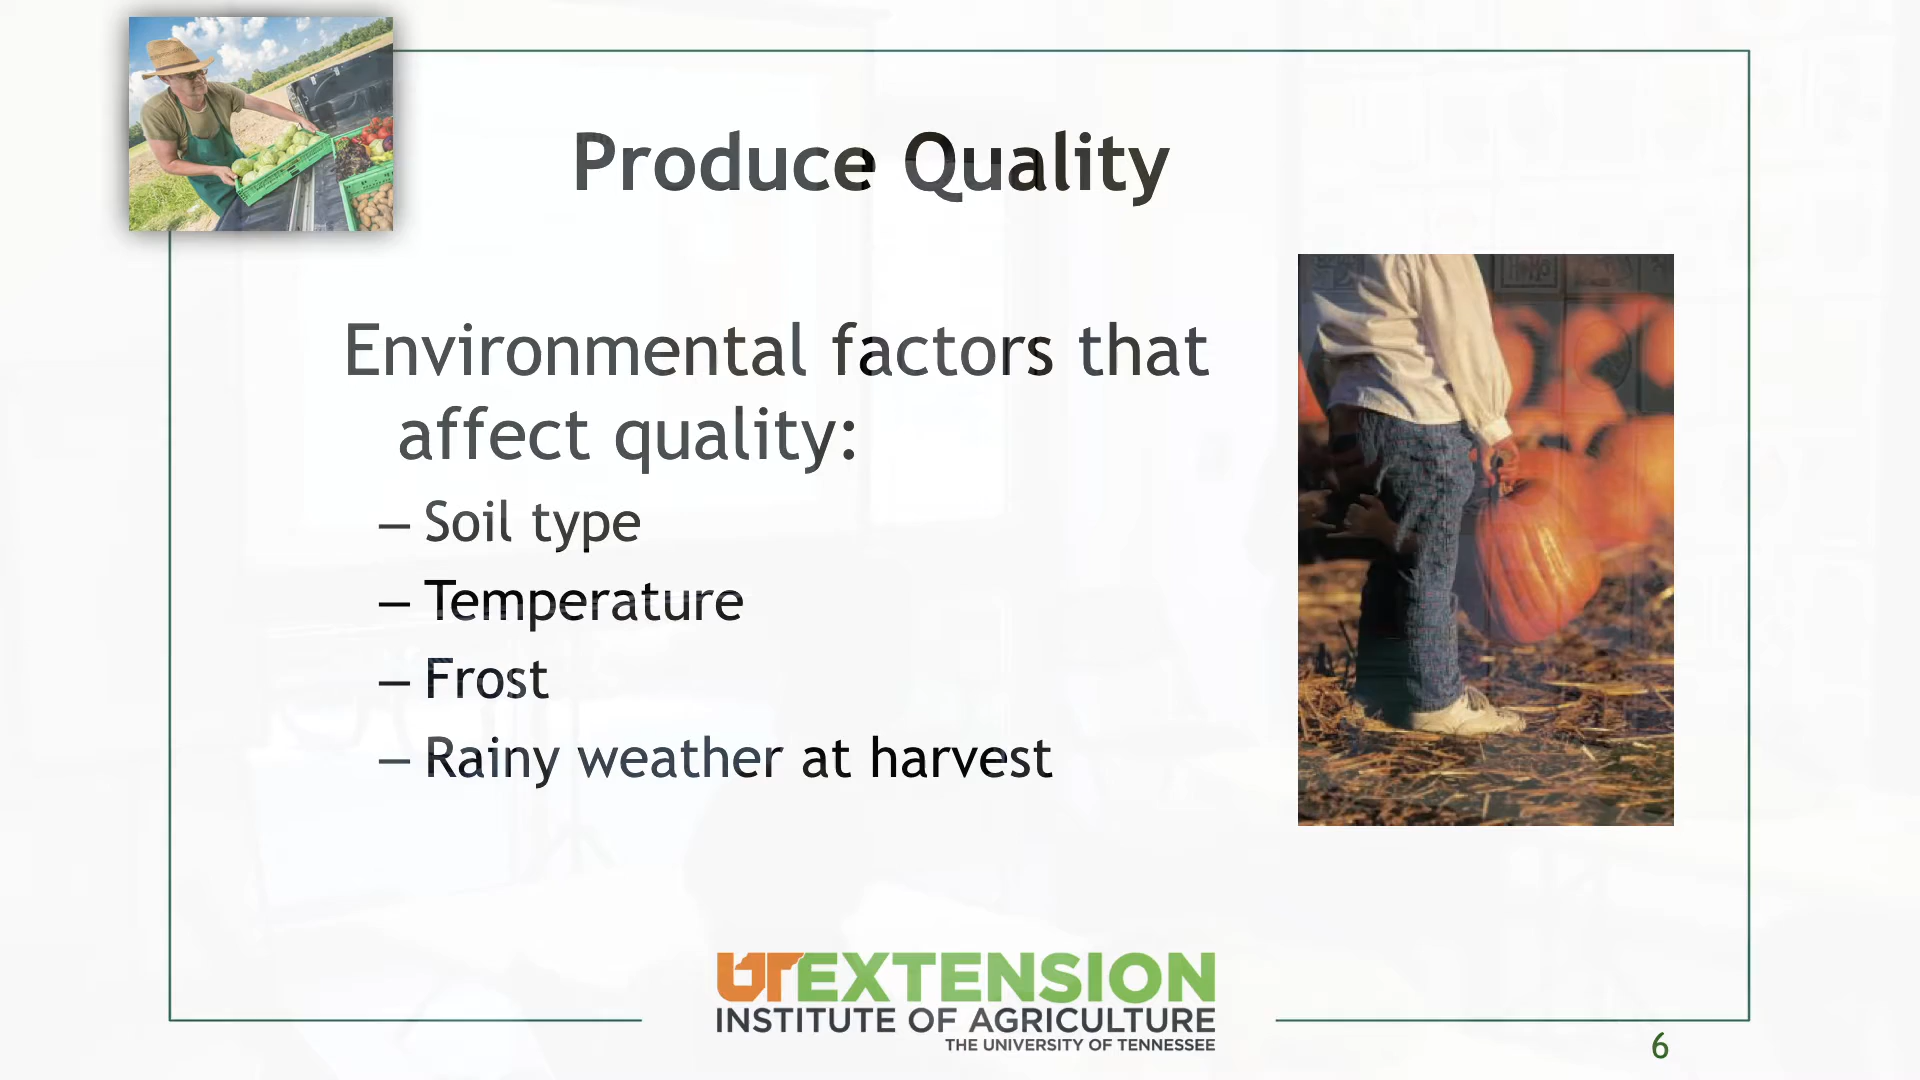 Produce Quality
Environmental factors that
affect quality:
– Soil type
– Temperature
– Frost
– Rainy weather at harvest
UTEXTENSION
INSTITUTE OF AGRICULTURE
THE UNIVERSITY OF TENNESSEE
6